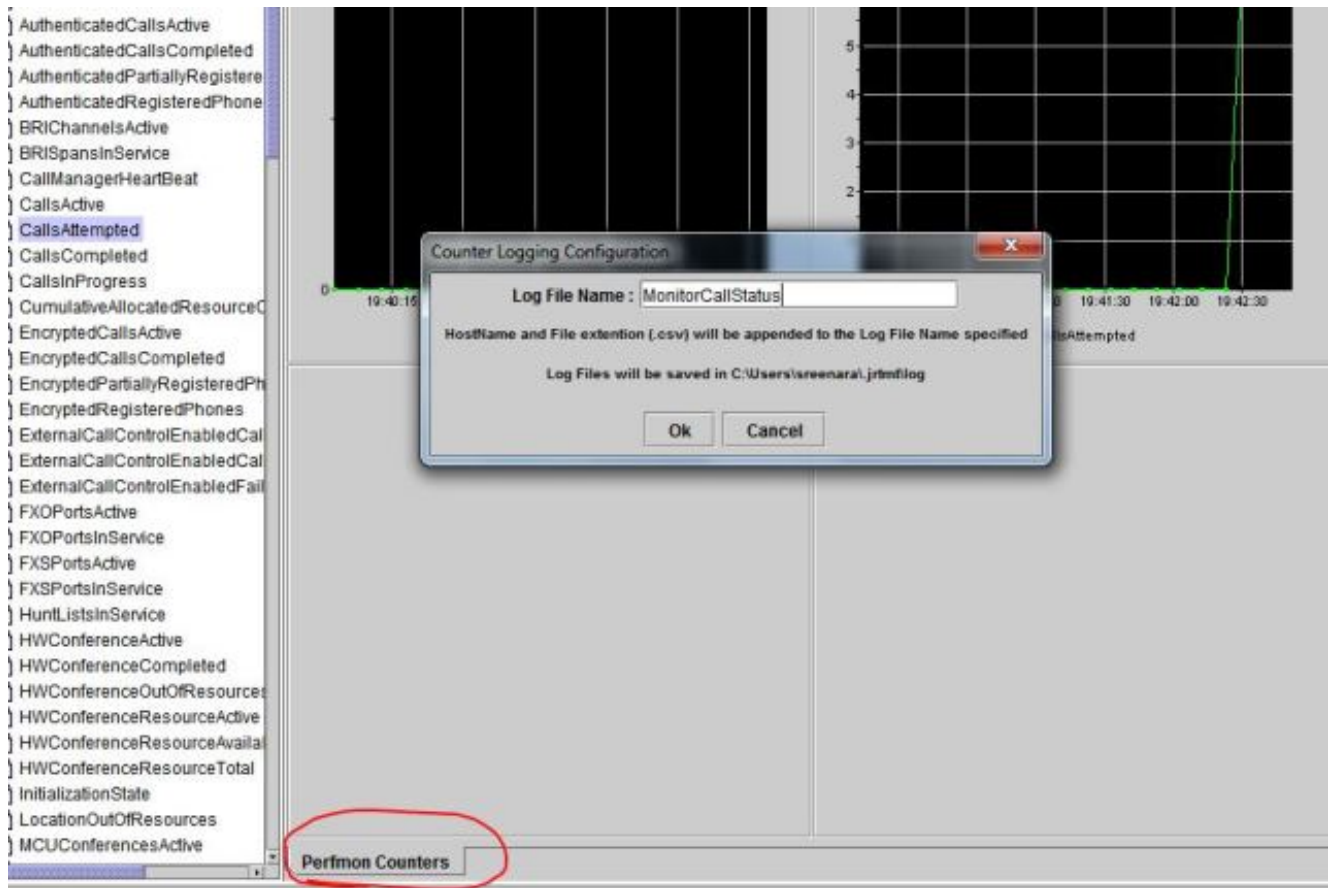 AuthenticatedCallsActive
AuthenticatedCallsCompleted
AuthenticatedPartiallyRegistere
AuthenticatedRegisteredPhone
BRIChannelsActive
BRISpansInService
CallManagerHeartBeat
CallsActive
CallsAttempted
CallsCompleted
CallsInProgress
CumulativeAllocatedResourceC
EncryptedCallsActive
EncryptedCallsCompleted
EncryptedPartiallyRegisteredPh
EncryptedRegisteredPhones
ExternalCallControlEnabledCal
ExternalCallControlEnabledCal
ExternalCallControlEnabledFail
FXOPortsActive
FXOPortsInService
FXSPortsActive
FXSPortsInService
HuntListsInService
HWConferenceActive
HWConferenceCompleted
HWConferenceOutOfResources
HWConferenceResourceActive
HWConferenceResourceAvailal
HWConferenceResourceTotal
InitializationState
LocationOutOfResources
MCUConferencesActive
0
19:40:15
5
4
3
2
0 19:41:30 19:42:00 19:42:30
lsAttempted
Counter Logging Configuration
X
Log File Name : MonitorCallStatus
HostName and File extention (.csv) will be appended to the Log File Name specified
Log Files will be saved in C:\Users\sreenara\.jrtmt\log
Ok Cancel
Perfmon Counters